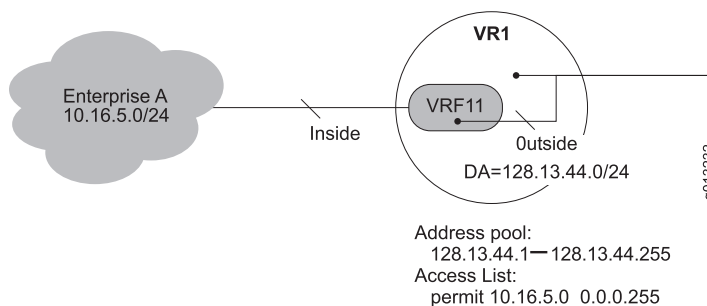 VR1
Enterprise A
10.16.5.0/24
VRF11
Inside
0utside
DA=128.13.44.0/24
Address pool:
128.13.44.1—128.13.44.255
Access List:
permit 10.16.5.0 0.0.0.255